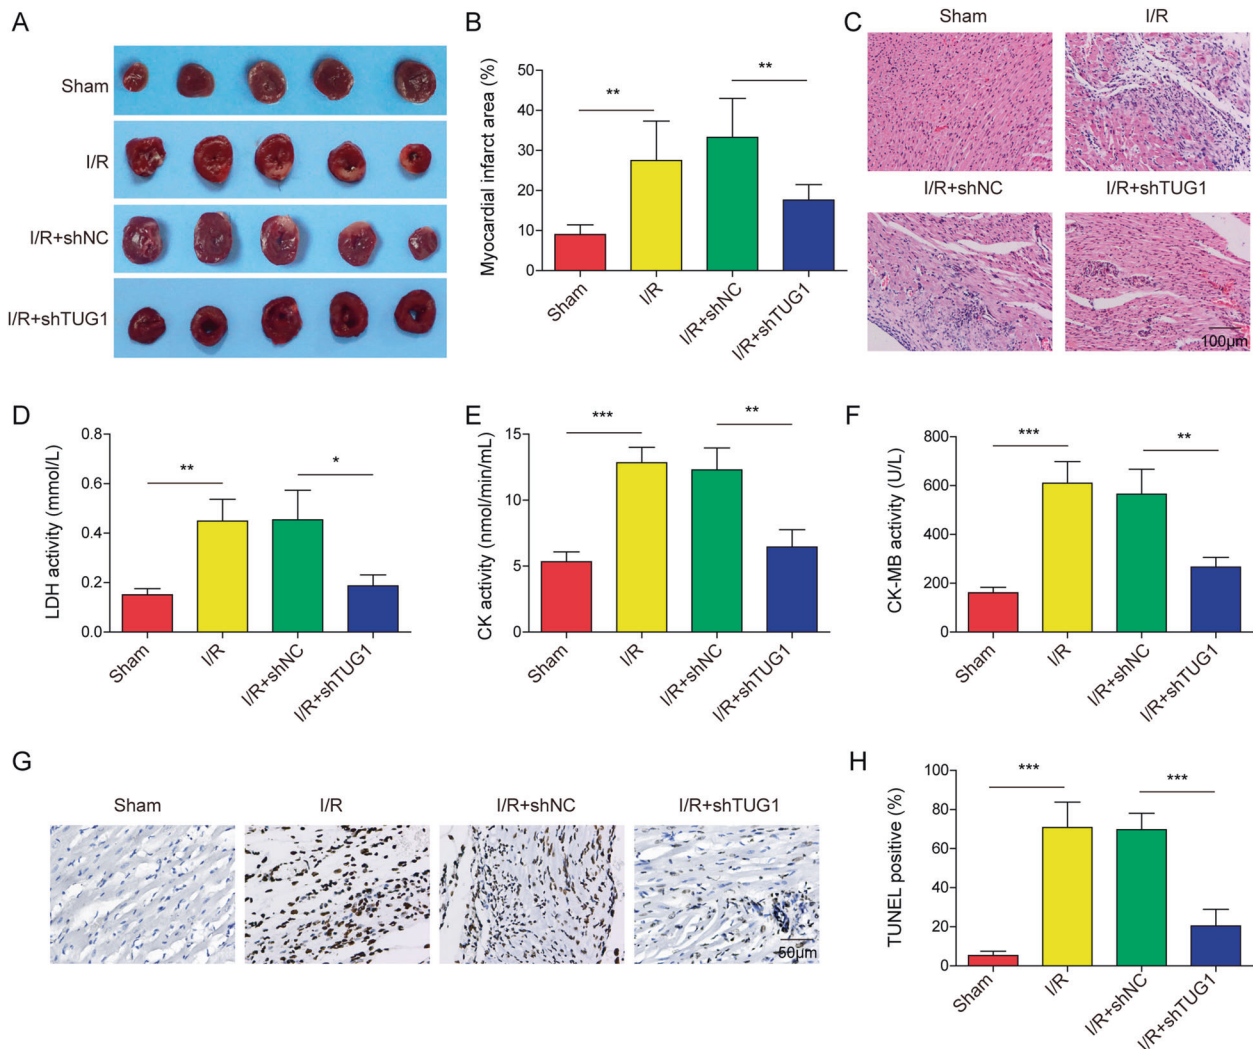 A
Sham
I/R
I/R+shNC
I/R+shTUG1
B
Myocardial infarct area (%)
50
40
30
20
10
0
**
**
Sham
I/R
I/R+shNC
I/R+shTUG1
C
Sham
I/R
I/R+shNC
I/R+shTUG1
100μm
D
LDH activity (mmol/L)
0.8
0.6
0.4
0.2
0.0
**
*
Sham
I/R
I/R+shNC
I/R+shTUG1
E
CK activity (nmol/min/mL)
15
10
5
0
***
**
Sham
I/R
I/R+shNC
I/R+shTUG1
F
CK-MB activity (U/L)
800
600
400
200
0
***
**
Sham
I/R
I/R+shNC
I/R+shTUG1
G
Sham
I/R
I/R+shNC
I/R+shTUG1
50μm
H
TUNEL positive (%)
100
80
60
40
20
0
***
***
Sham
I/R
I/R+shNC
I/R+shTUG1